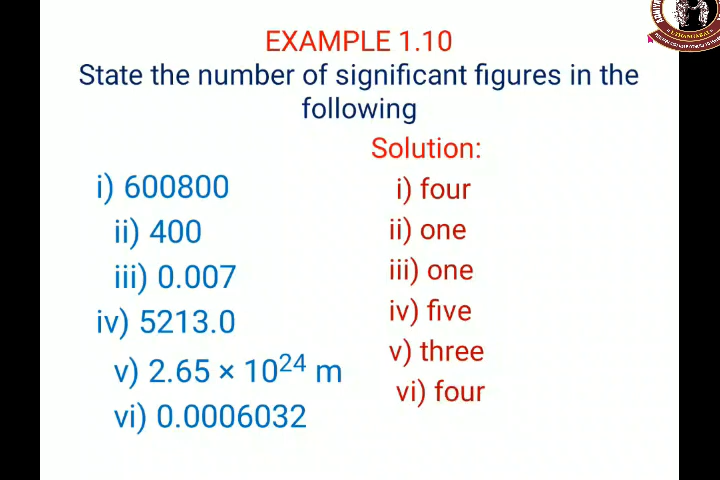 EXAMPLE 1.10
State the number of significant figures in the
following
Solution:
i) 600800
ii) 400
iii) 0.007
iv) 5213.0
v) 2.65 × 10²⁴ m
vi) 0.0006032
i) four
ii) one
iii) one
iv) five
v) three
vi) four